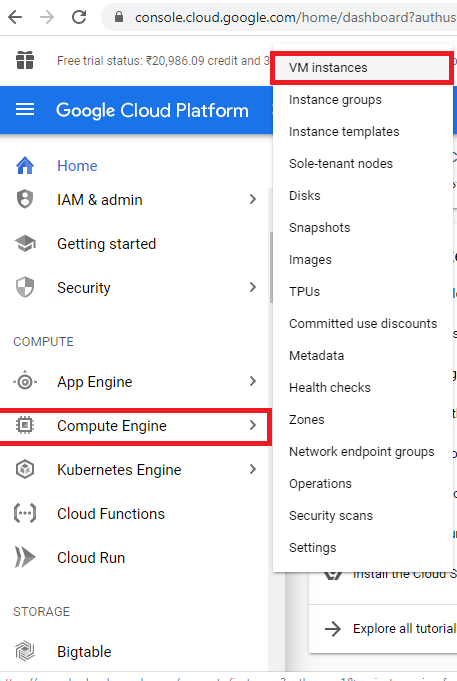 console.cloud.google.com/home/dashboard?authus
Free trial status: ₹20,986.09 credit and 3
Google Cloud Platform
Home
IAM & admin
Getting started
Security
COMPUTE
App Engine
Compute Engine
Kubernetes Engine
Cloud Functions
Cloud Run
STORAGE
Bigtable
VM instances
Instance groups
Instance templates
Sole-tenant nodes
Disks
Snapshots
Images
TPUs
Committed use discounts
Metadata
Health checks
Zones
Network endpoint groups
Operations
Security scans
Settings
Install the Cloud S
Explore all tutorial